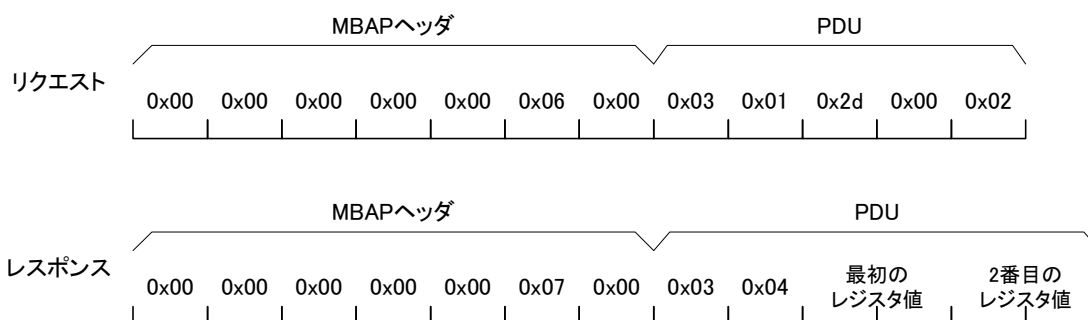 MBAPヘッダ PDU
リクエスト
0x00 0x00 0x00 0x00 0x00 0x06 0x00 0x03 0x01 0x2d 0x00 0x02
MBAPヘッダ PDU
レスポンス
0x00 0x00 0x00 0x00 0x00 0x07 0x00 0x03 0x04 最初の レジスタ値 2番目の レジスタ値